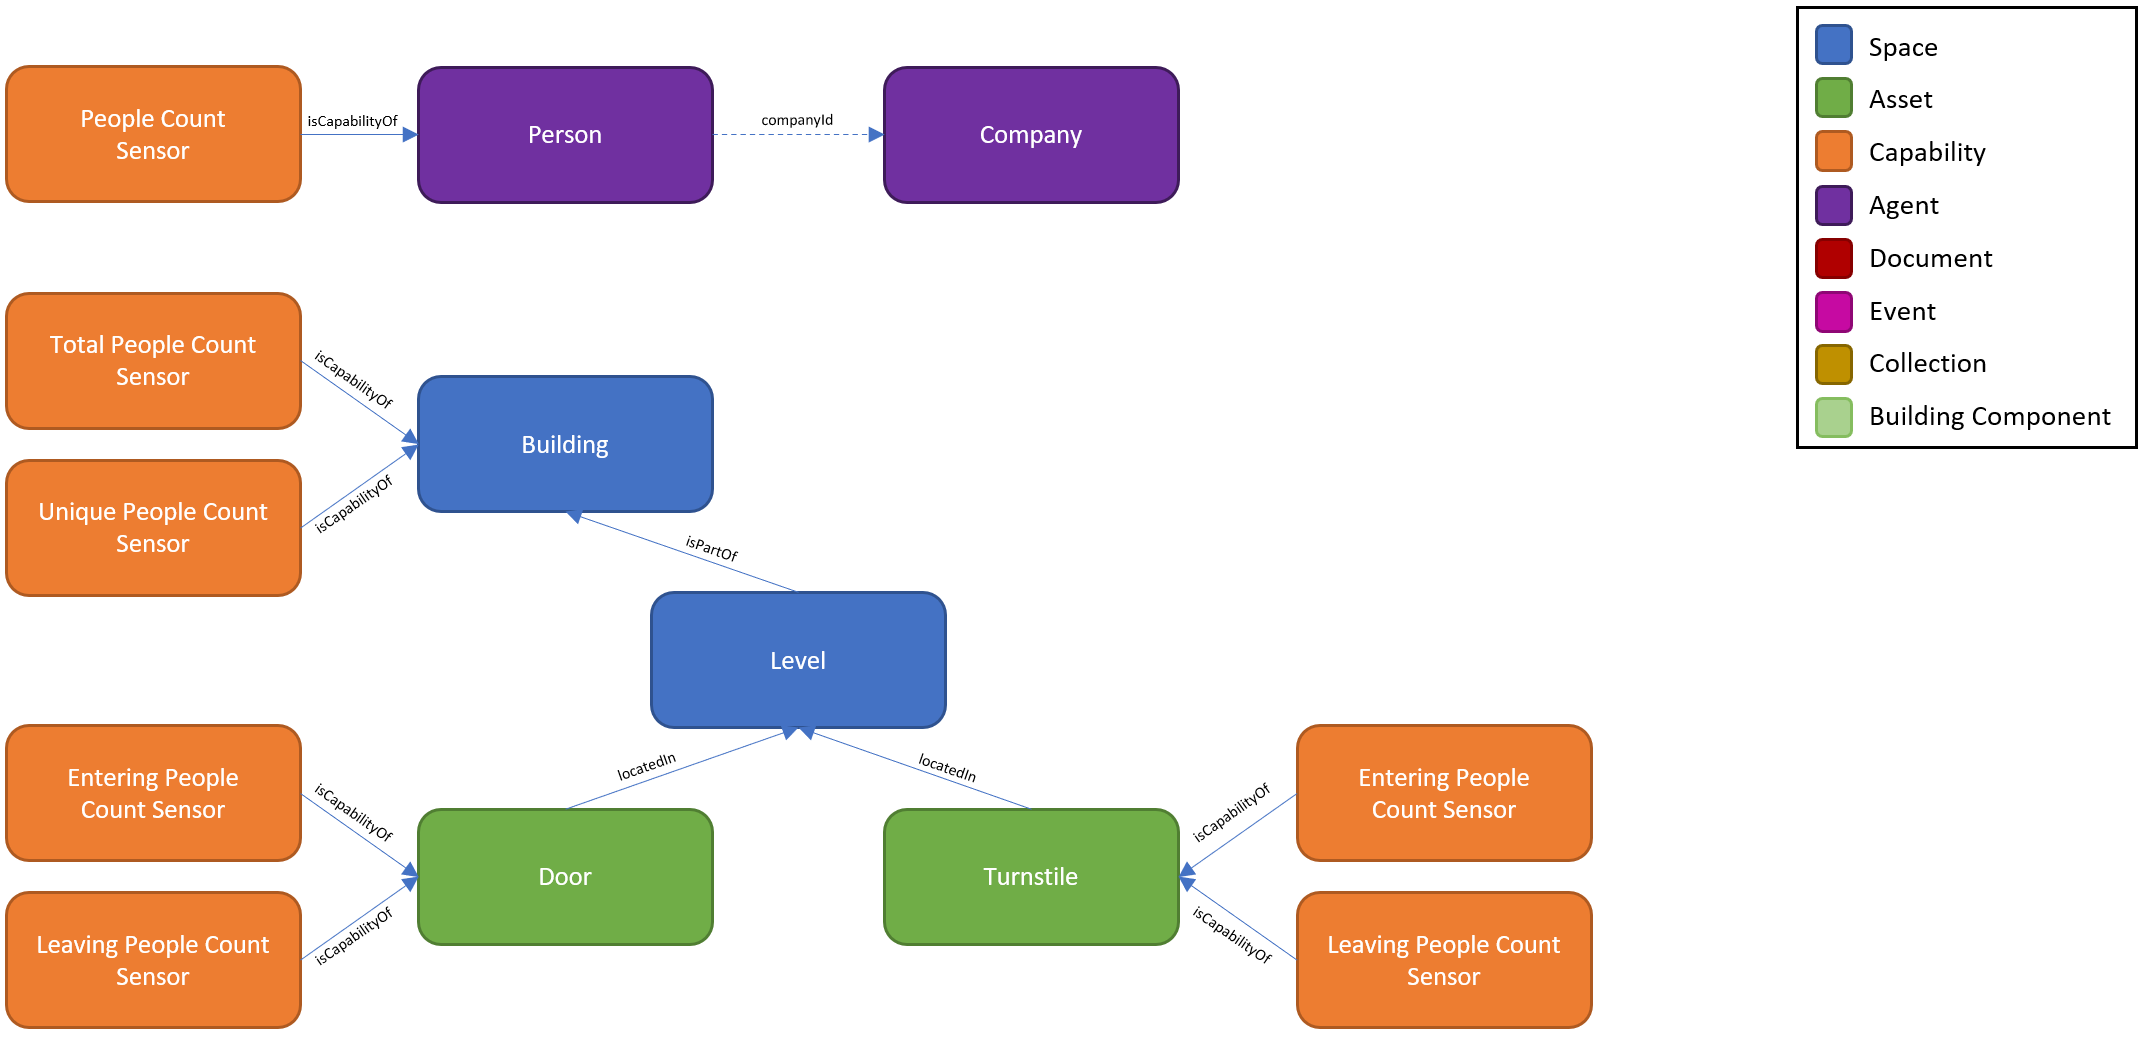 People Count
Sensor
isCapabilityOf
Person
companyId
Company
Total People Count
Sensor
isCapabilityOf
Unique People Count
Sensor
isCapabilityOf
Building
isPartOf
Level
locatedIn
locatedIn
Entering People
Count Sensor
isCapabilityOf
Leaving People Count
Sensor
isCapabilityOf
Door
Turnstile
isCapabilityOf
Entering People
Count Sensor
isCapabilityOf
Leaving People Count
Sensor
Space
Asset
Capability
Agent
Document
Event
Collection
Building Component